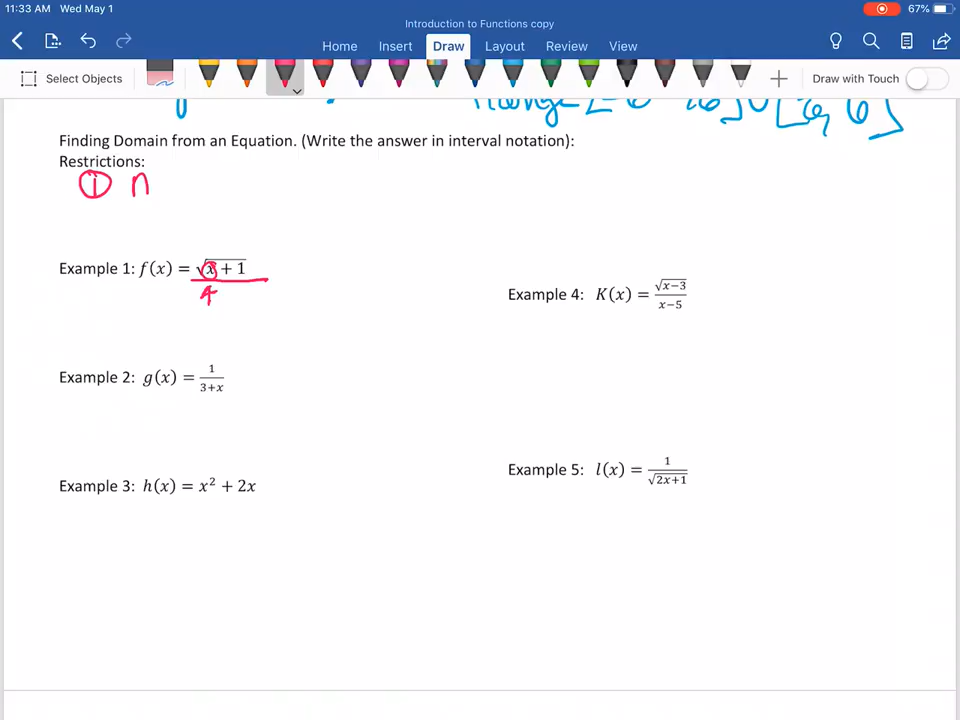 11:33 AM Wed May 1
67%
Introduction to Functions copy
Home Insert Draw Layout Review View
Select Objects
Draw with Touch
Finding Domain from an Equation. (Write the answer in interval notation):
Restrictions:
① n
Example 1: f(x) = √(x + 1)
4
Example 4: K(x) = √(x−3)/(x−5)
Example 2: g(x) = 1/(3+x)
Example 5: l(x) = 1/√(2x+1)
Example 3: h(x) = x² + 2x